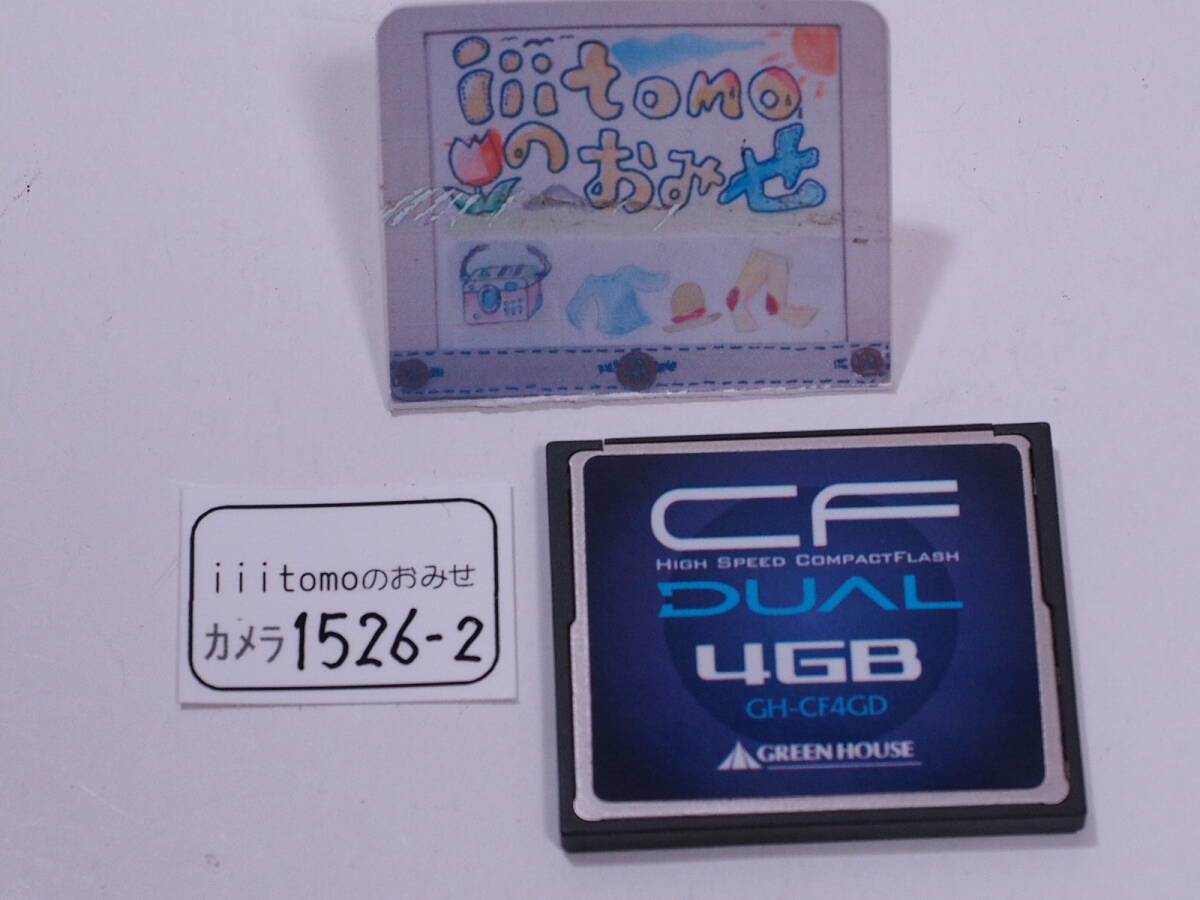 iiitomo
のおみせ
iiitomoのおみせ
カメラ1526-2
CF
HIGH SPEED COMPACTFLASH
DUAL
4GB
GH-CF4GD
GREEN HOUSE